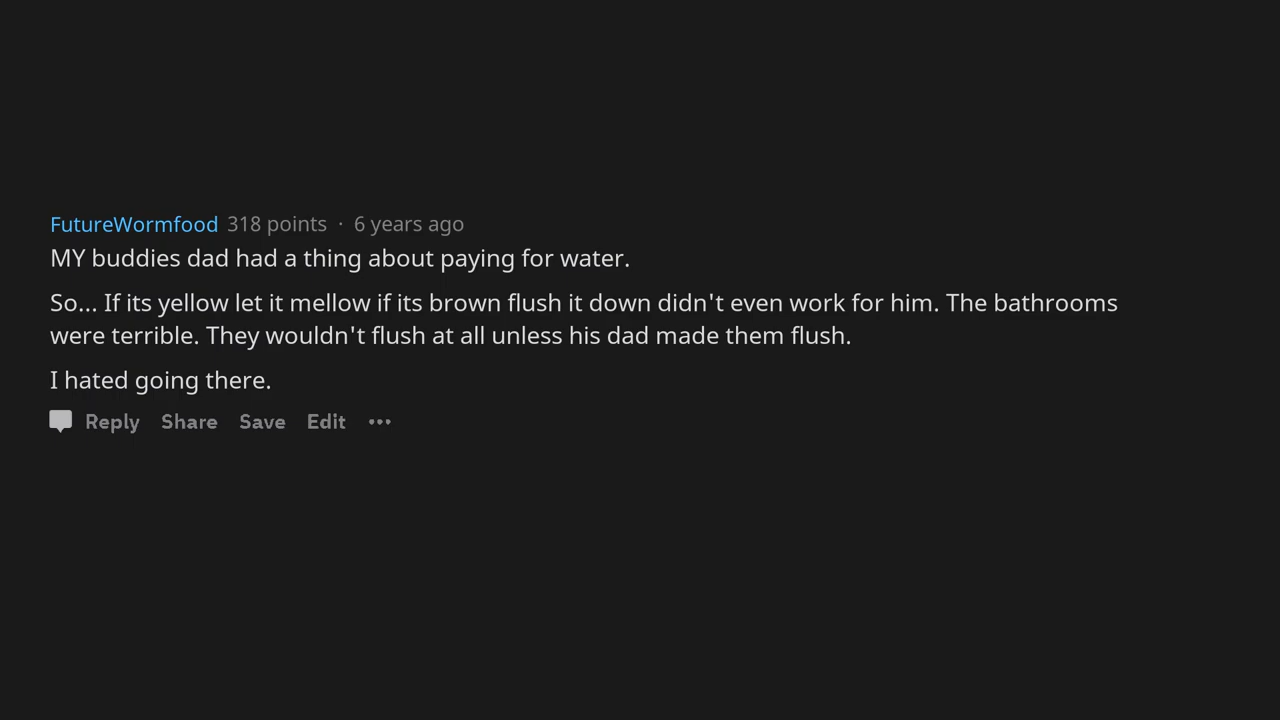 FutureWormfood 318 points · 6 years ago
MY buddies dad had a thing about paying for water.
So... If its yellow let it mellow if its brown flush it down didn't even work for him. The bathrooms
were terrible. They wouldn't flush at all unless his dad made them flush.
I hated going there.
Reply Share Save Edit •••